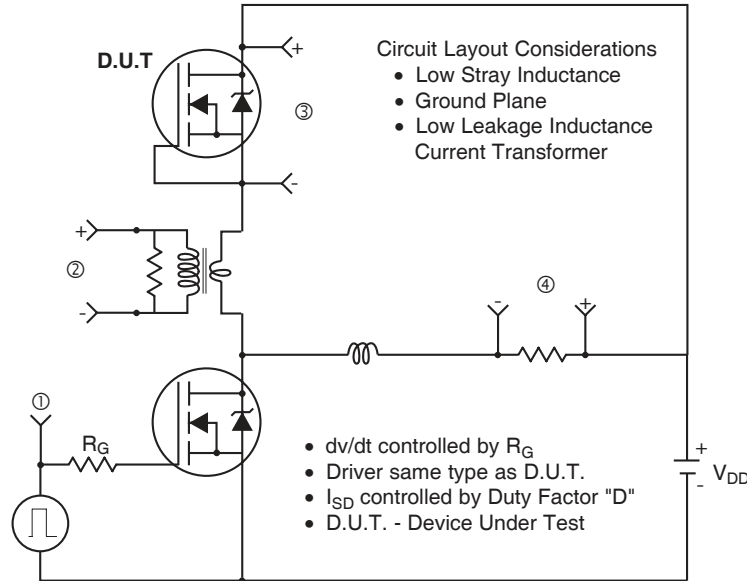 D.U.T
+
③
-
Circuit Layout Considerations
• Low Stray Inductance
• Ground Plane
• Low Leakage Inductance
Current Transformer
+
②
-
④
-
+
①
R_G
• dv/dt controlled by R_G
• Driver same type as D.U.T.
• I_SD controlled by Duty Factor "D"
• D.U.T. - Device Under Test
+
V_DD
-